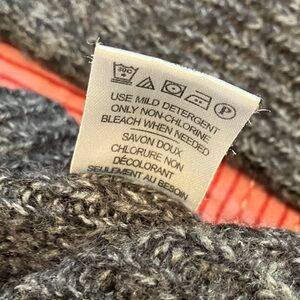 USE MILD DETERGENT
ONLY NON-CHLORINE
BLEACH WHEN NEEDED
SAVON DOUX
CHLORURE NON
DÉCOLORANT
SEULEMENT AU BESOIN